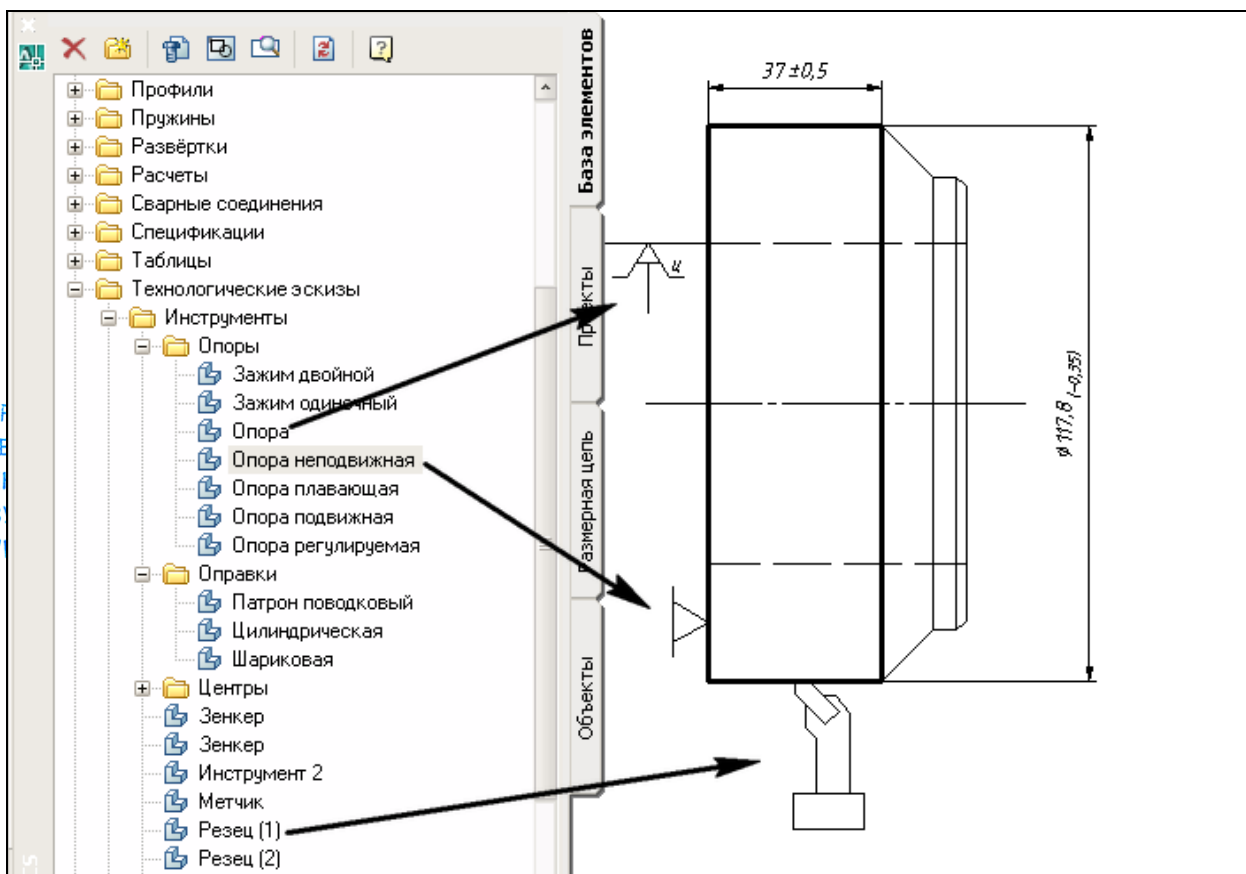 Профили
Пружины
Развёртки
Расчеты
Сварные соединения
Спецификации
Таблицы
Технологические эскизы
Инструменты
Опоры
Зажим двойной
Зажим одиночный
Опора
Опора неподвижная
Опора плавающая
Опора подвижная
Опора регулируемая
Оправки
Патрон поводковый
Цилиндрическая
Шариковая
Центры
Зенкер
Зенкер
Инструмент 2
Метчик
Резец (1)
Резец (2)
База элементов
Проекты
Размерная цепь
Объекты
37±0,5
ц
ϕ 117,8 (-0,35)